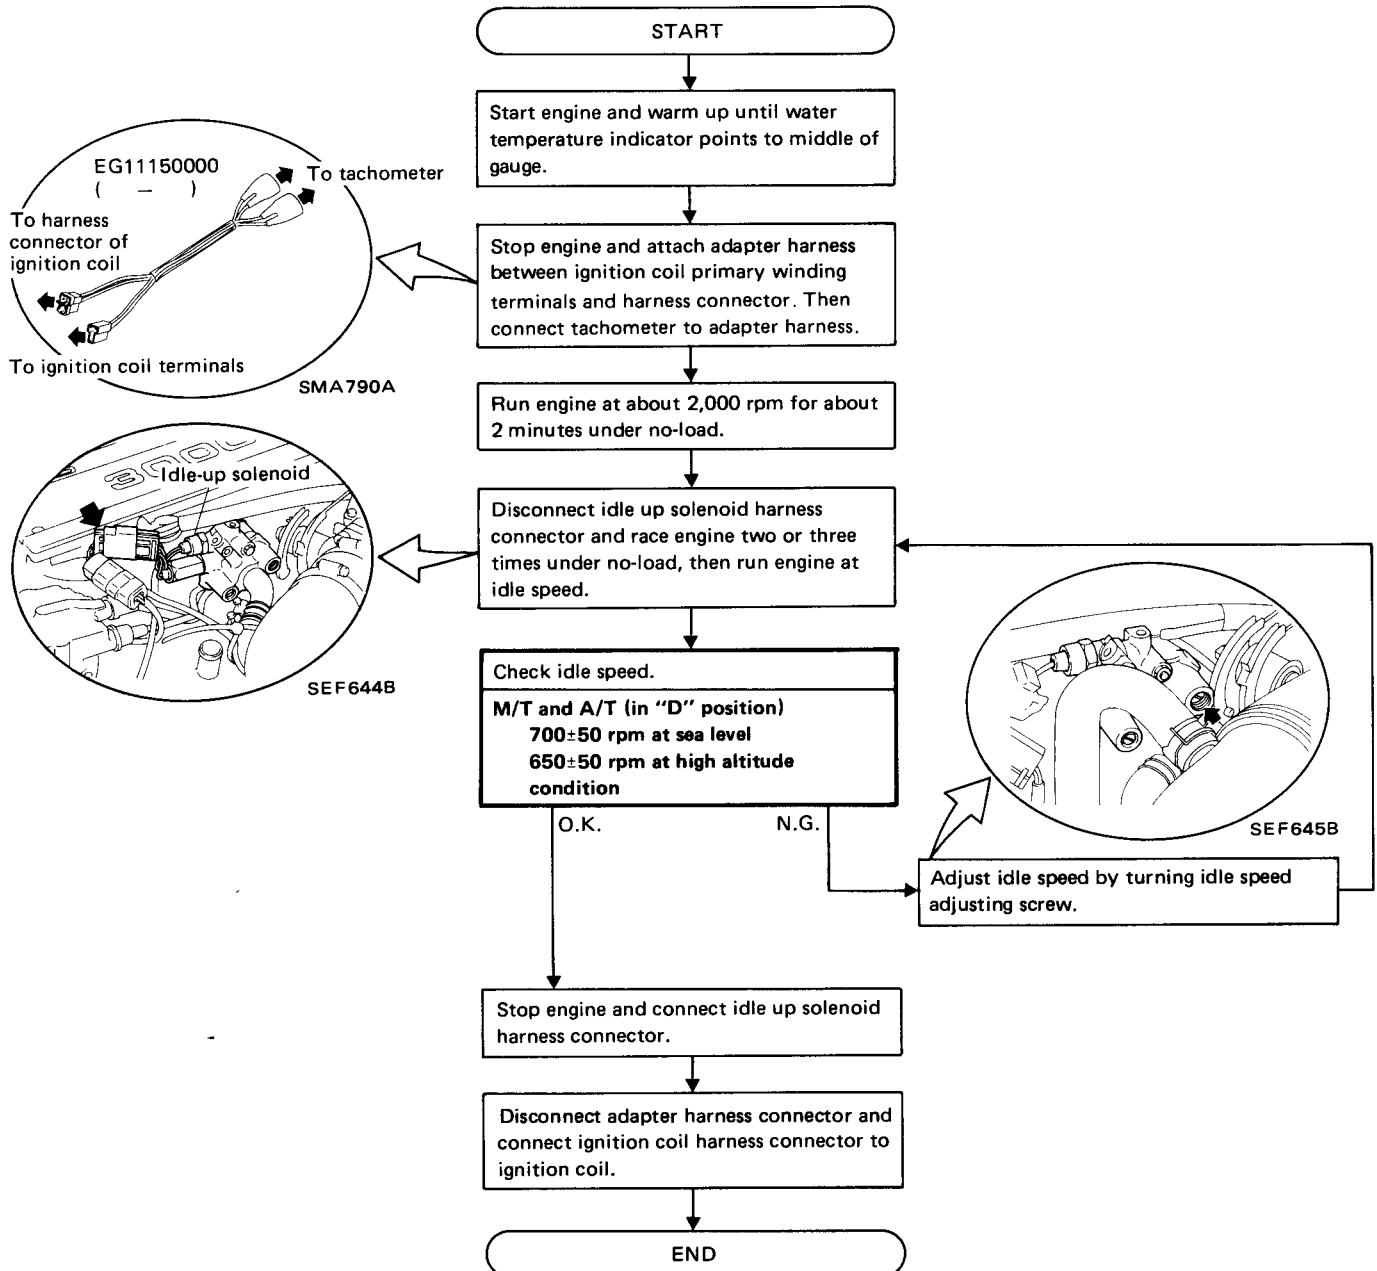 START
Start engine and warm up until water
temperature indicator points to middle of
gauge.
EG11150000
( — )
To tachometer
To harness
connector of
ignition coil
To ignition coil terminals
SMA790A
Stop engine and attach adapter harness
between ignition coil primary winding
terminals and harness connector. Then
connect tachometer to adapter harness.
Run engine at about 2,000 rpm for about
2 minutes under no-load.
Idle-up solenoid
SEF644B
Disconnect idle up solenoid harness
connector and race engine two or three
times under no-load, then run engine at
idle speed.
Check idle speed.
M/T and A/T (in “D” position)
700±50 rpm at sea level
650±50 rpm at high altitude
condition
O.K.
N.G.
SEF645B
Adjust idle speed by turning idle speed
adjusting screw.
Stop engine and connect idle up solenoid
harness connector.
Disconnect adapter harness connector and
connect ignition coil harness connector to
ignition coil.
END